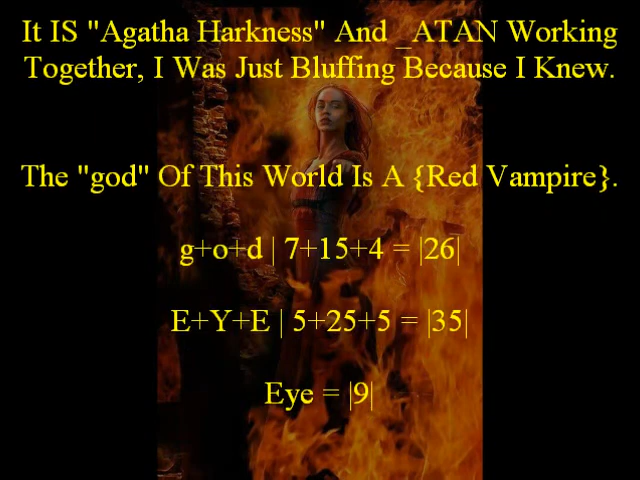 It IS "Agatha Harkness" And _ATAN Working
Together, I Was Just Bluffing Because I Knew.
The "god" Of This World Is A {Red Vampire}.
g+o+d | 7+15+4 = |26|
E+Y+E | 5+25+5 = |35|
Eye = |9|